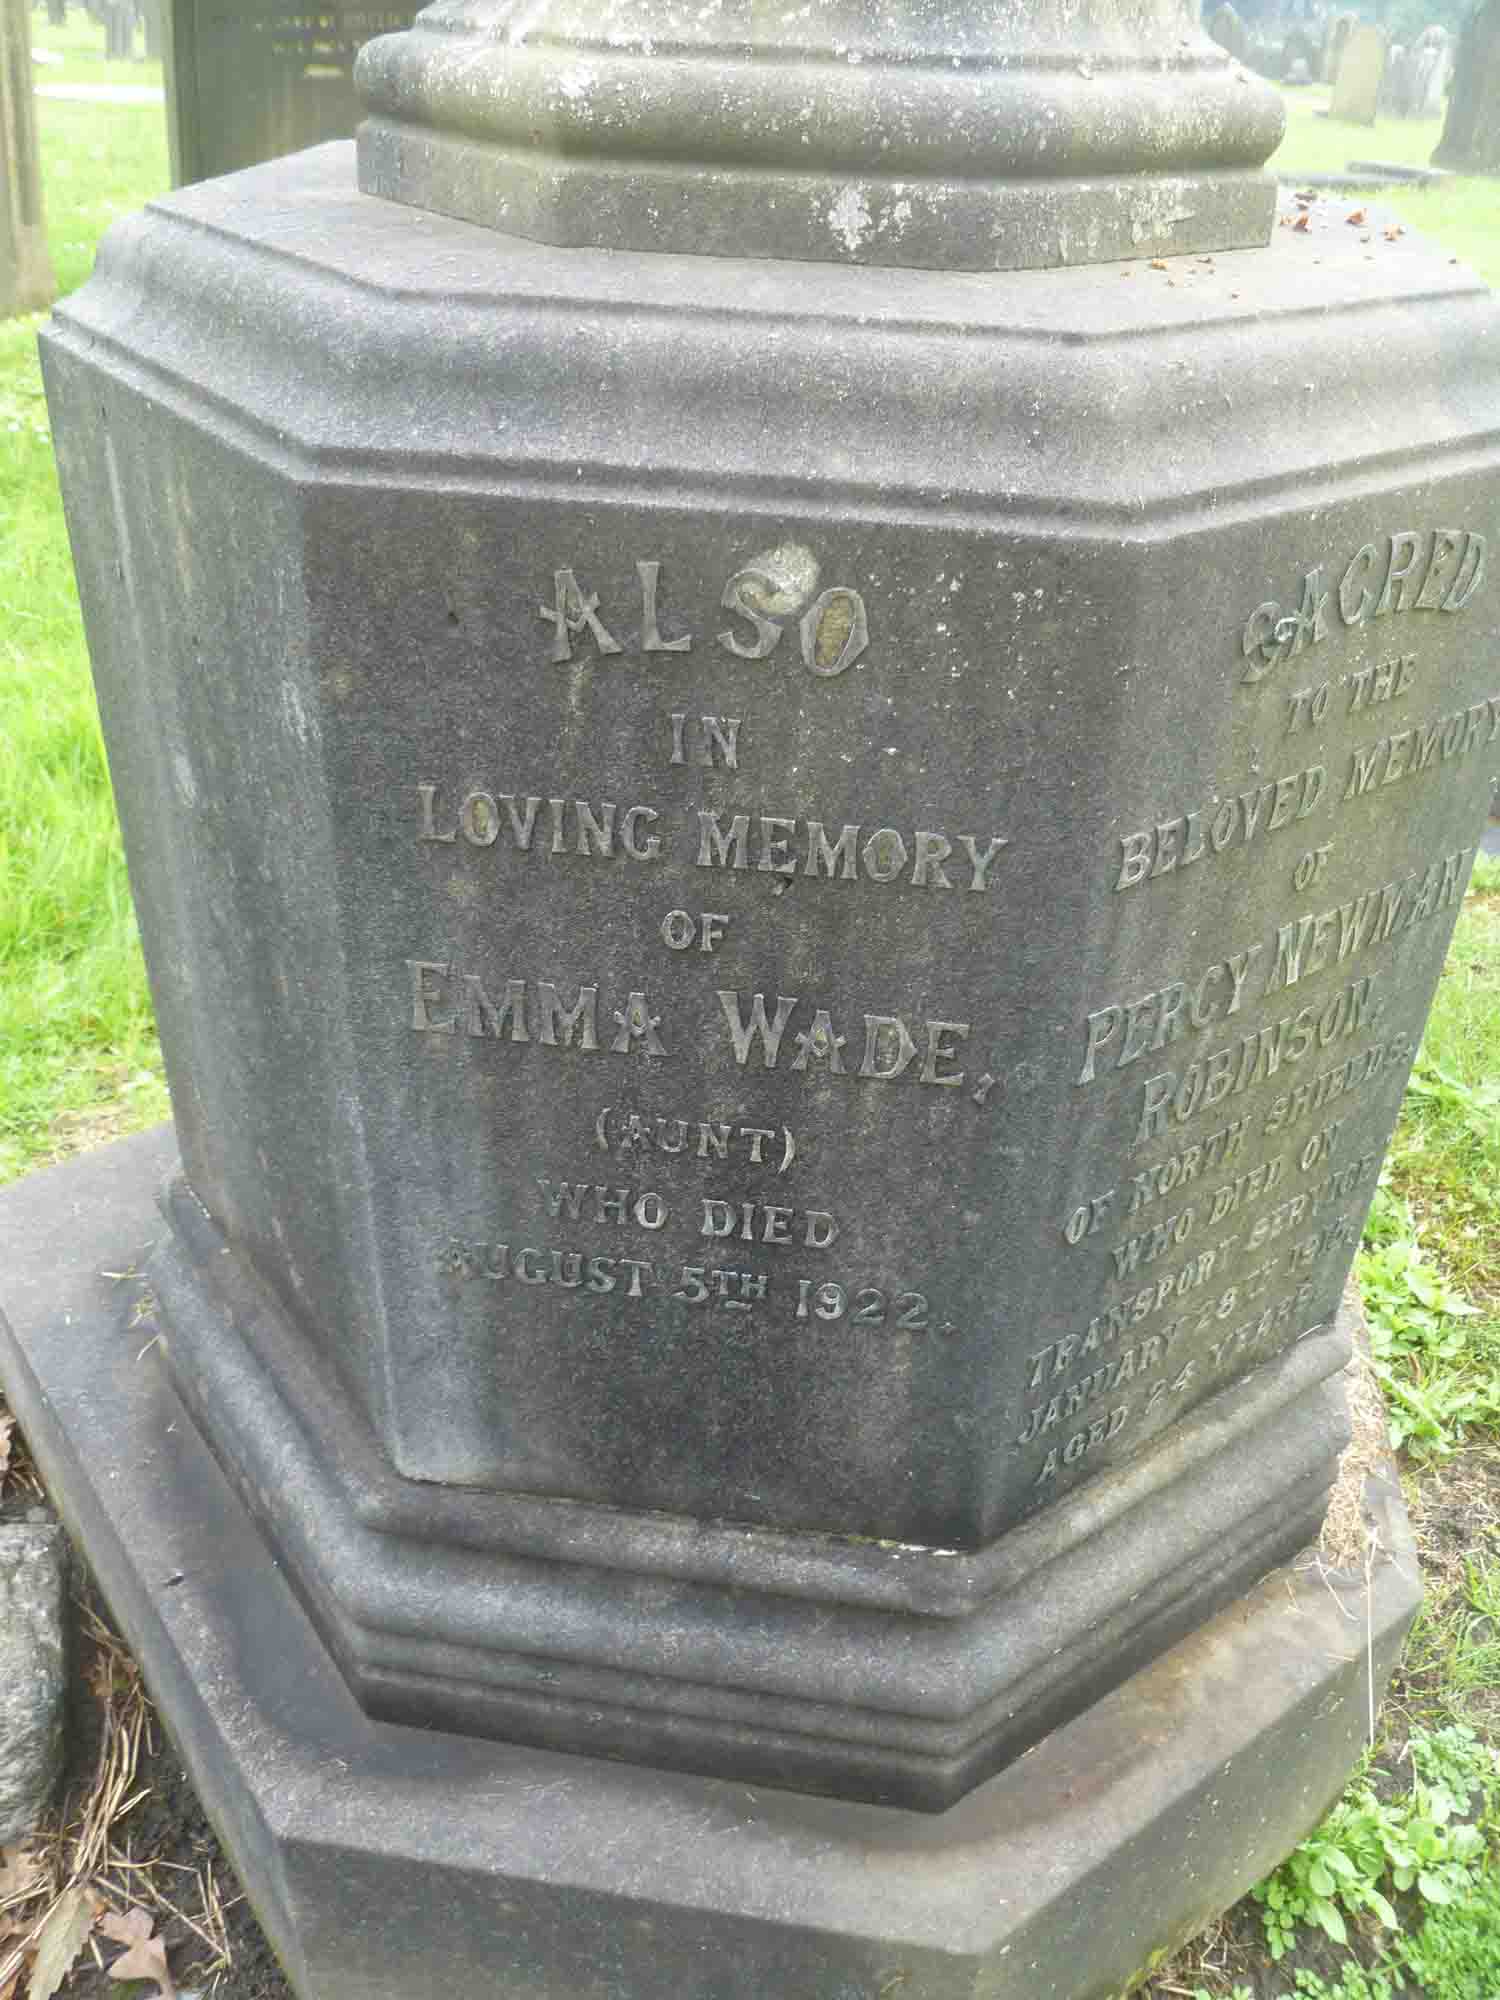 ALSO
IN
LOVING MEMORY
OF
EMMA WADE,
(AUNT)
WHO DIED
AUGUST 5TH 1922.
SACRED
TO THE
BELOVED MEMORY
OF
PERCY NEWMAN
ROBINSON,
OF NORTH SHIELDS,
WHO DIED ON
TRANSPORT SERVICE
JANUARY 28TH
AGED 24 YEARS